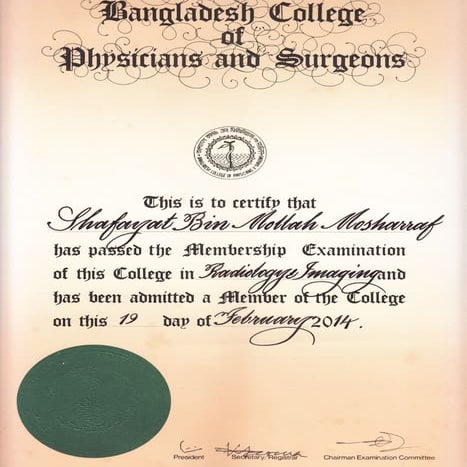 Bangladesh College
of
Physicians and Surgeons
This is to certify that
Shafayat Bin Mollah Mosharraf
has passed the Membership Examination
of this College in Radiology & Imaging and
has been admitted a Member of the College
on this 19 day of February 2014.
President Secretary/Registrar Chairman Examination Committee